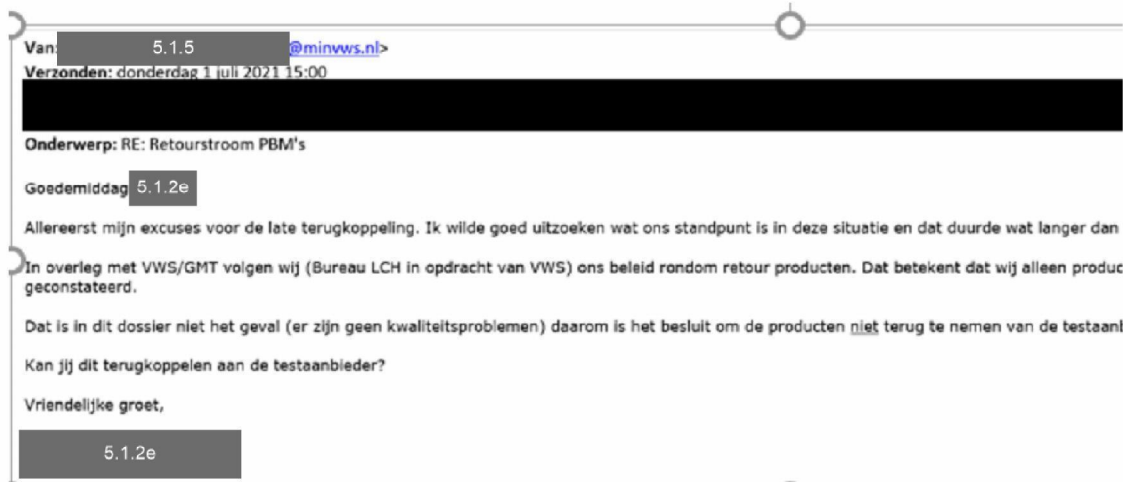 Van: 5.1.5 @minvws.nl>
Verzonden: donderdag 1 juli 2021 15:00
Onderwerp: RE: Retourstroom PBM's
Goedemiddag 5.1.2e
Allereerst mijn excuses voor de late terugkoppeling. Ik wilde goed uitzoeken wat ons standpunt is in deze situatie en dat duurde wat langer dan
In overleg met VWS/GMT volgen wij (Bureau LCH in opdracht van VWS) ons beleid rondom retour producten. Dat betekent dat wij alleen produc
geconstateerd.
Dat is in dit dossier niet het geval (er zijn geen kwaliteitsproblemen) daarom is het besluit om de producten niet terug te nemen van de testaanb
Kan jij dit terugkoppelen aan de testaanbieder?
Vriendelijke groet,
5.1.2e